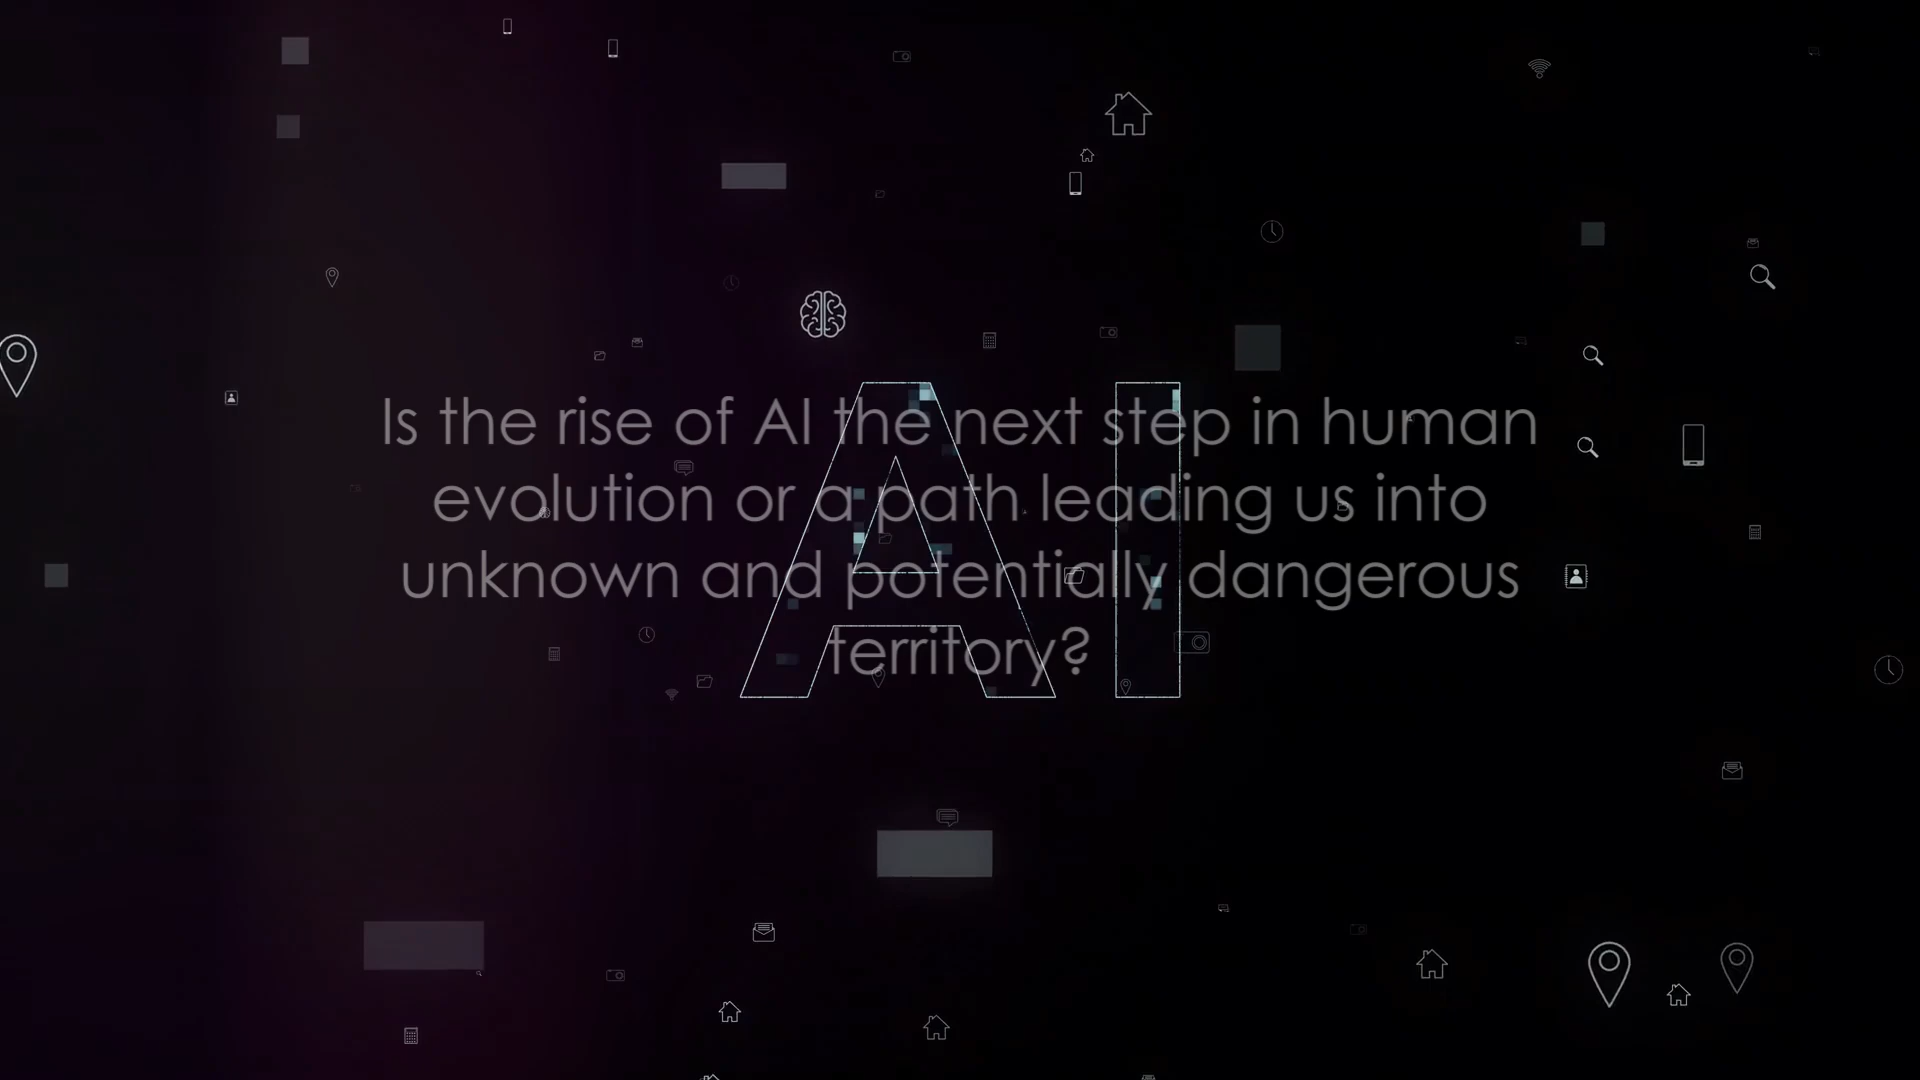 Is the rise of AI the next step in human
evolution or a path leading us into
unknown and potentially dangerous
territory?
AI